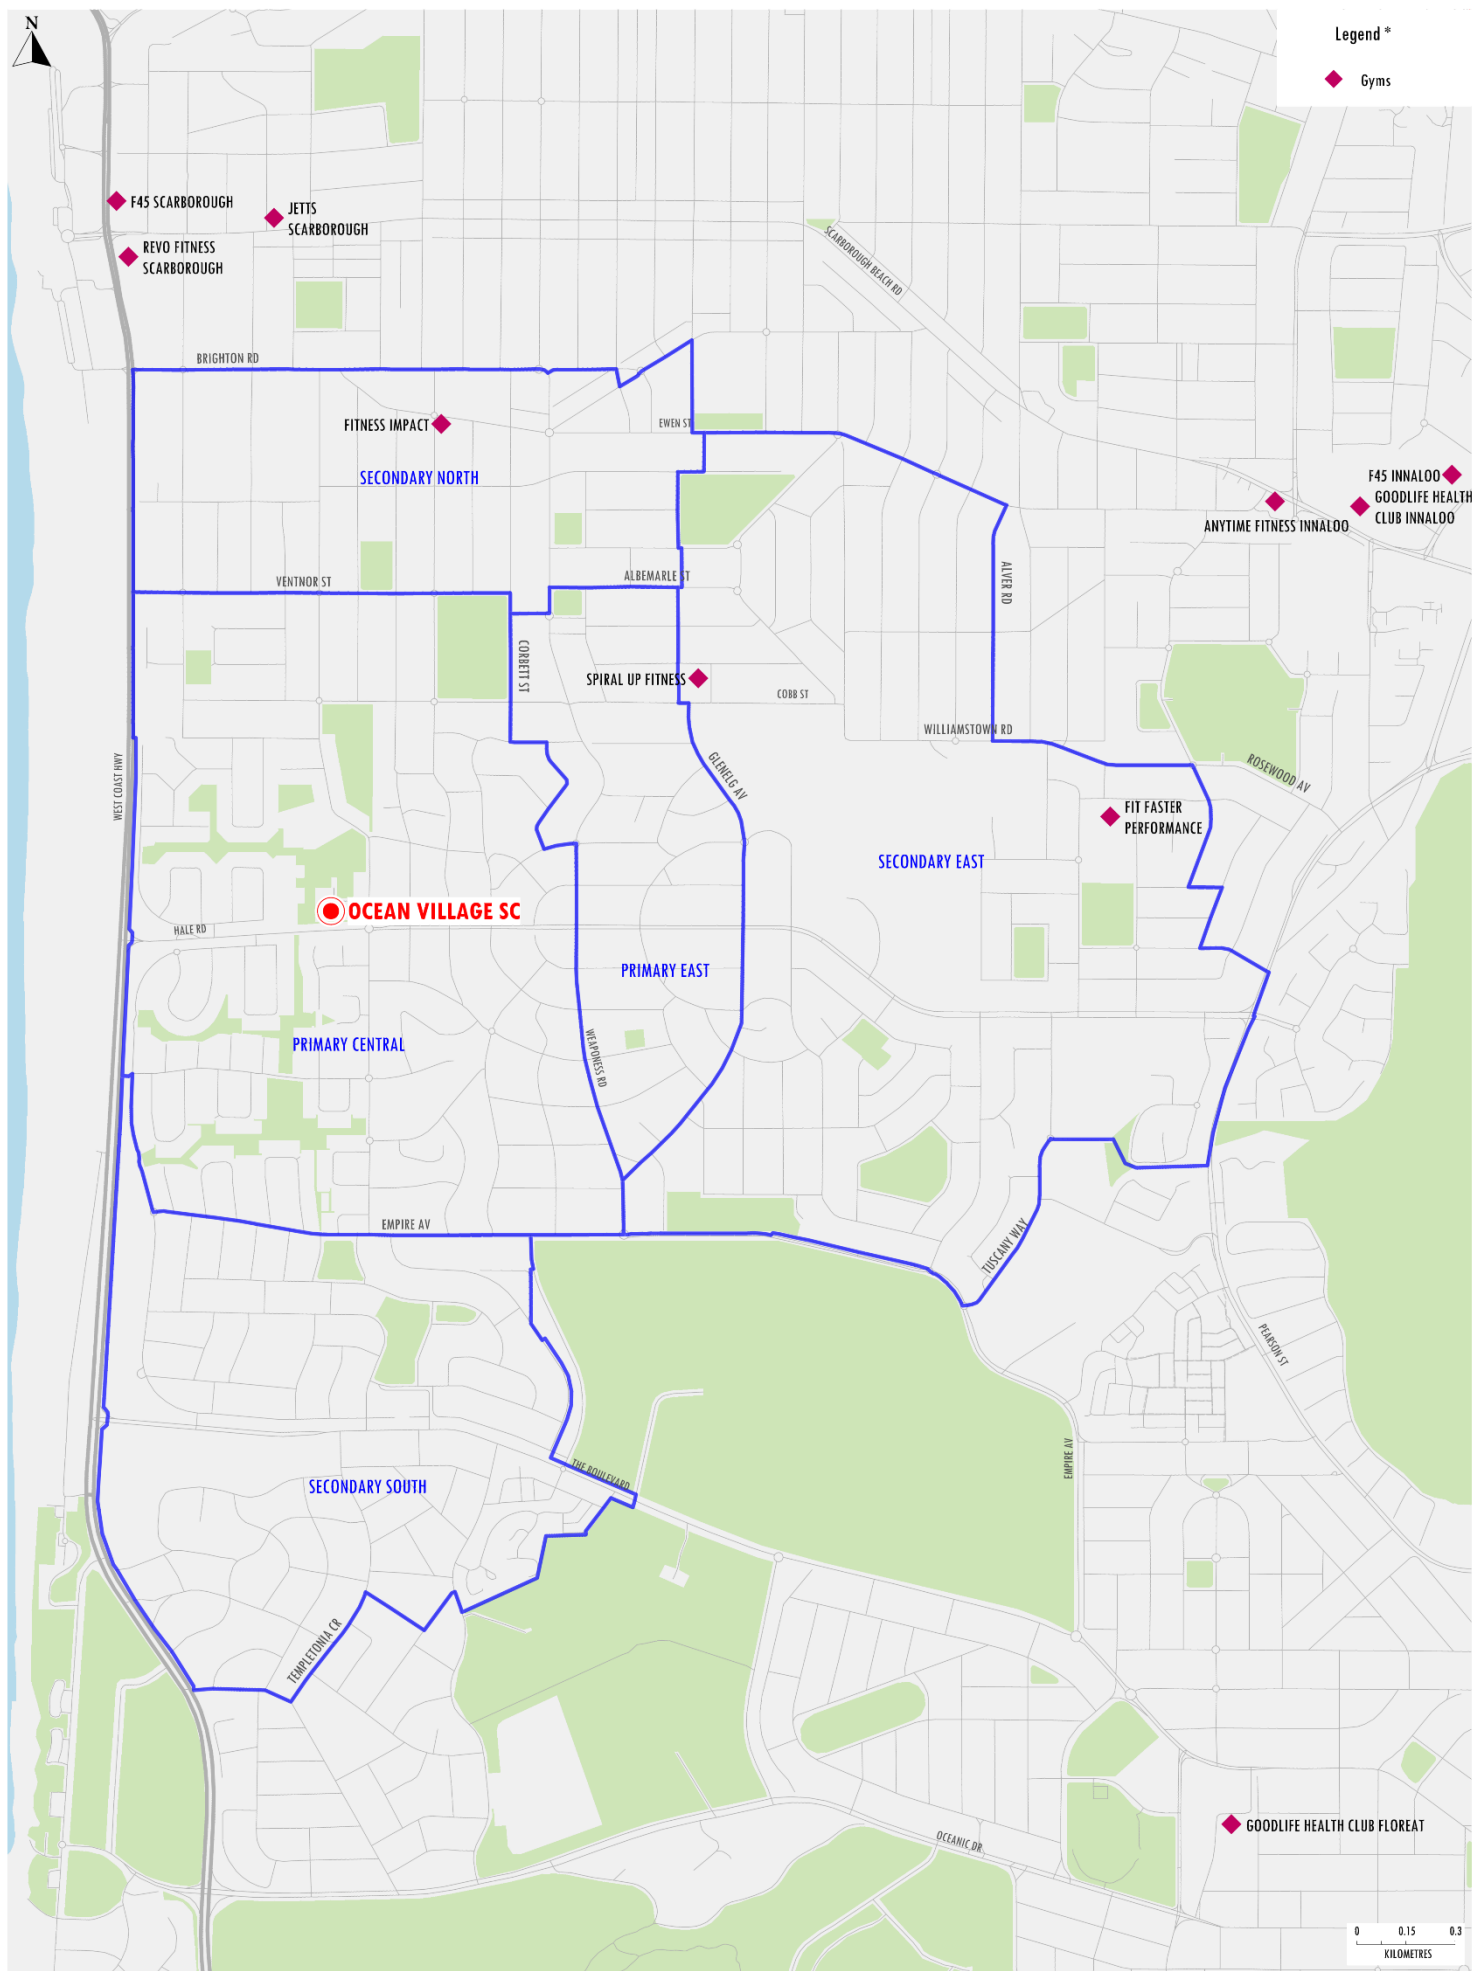 N
Legend *
Gyms
F45 SCARBOROUGH
JETTS
SCARBOROUGH
REVO FITNESS
SCARBOROUGH
SCARBOROUGH BEACH RD
BRIGHTON RD
FITNESS IMPACT
EWEN ST
SECONDARY NORTH
F45 INNALOO
GOODLIFE HEALTH
CLUB INNALOO
ANYTIME FITNESS INNALOO
VENTNOR ST
ALBEMARLE ST
ALVER RD
CORBETT ST
SPIRAL UP FITNESS
COBB ST
WILLIAMSTOWN RD
WEST COAST HWY
GLENELG AV
ROSEWOOD AV
FIT FASTER
PERFORMANCE
SECONDARY EAST
OCEAN VILLAGE SC
HALE RD
PRIMARY EAST
PRIMARY CENTRAL
WEAPONESS RD
EMPIRE AV
TUSCANY WAY
PEARSON ST
EMPIRE AV
THE BOULEVARD
SECONDARY SOUTH
TEMPLETONIA CR
GOODLIFE HEALTH CLUB FLOREAT
OCEANIC DR
0 0.15 0.3
KILOMETRES